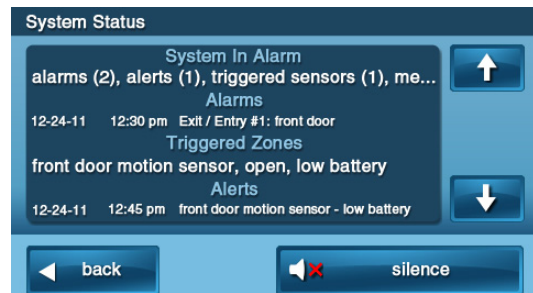 System Status
System In Alarm
alarms (2), alerts (1), triggered sensors (1), me...
Alarms
12-24-11 12:30 pm Exit / Entry #1: front door
Triggered Zones
front door motion sensor, open, low battery
Alerts
12-24-11 12:45 pm front door motion sensor - low battery
back
silence